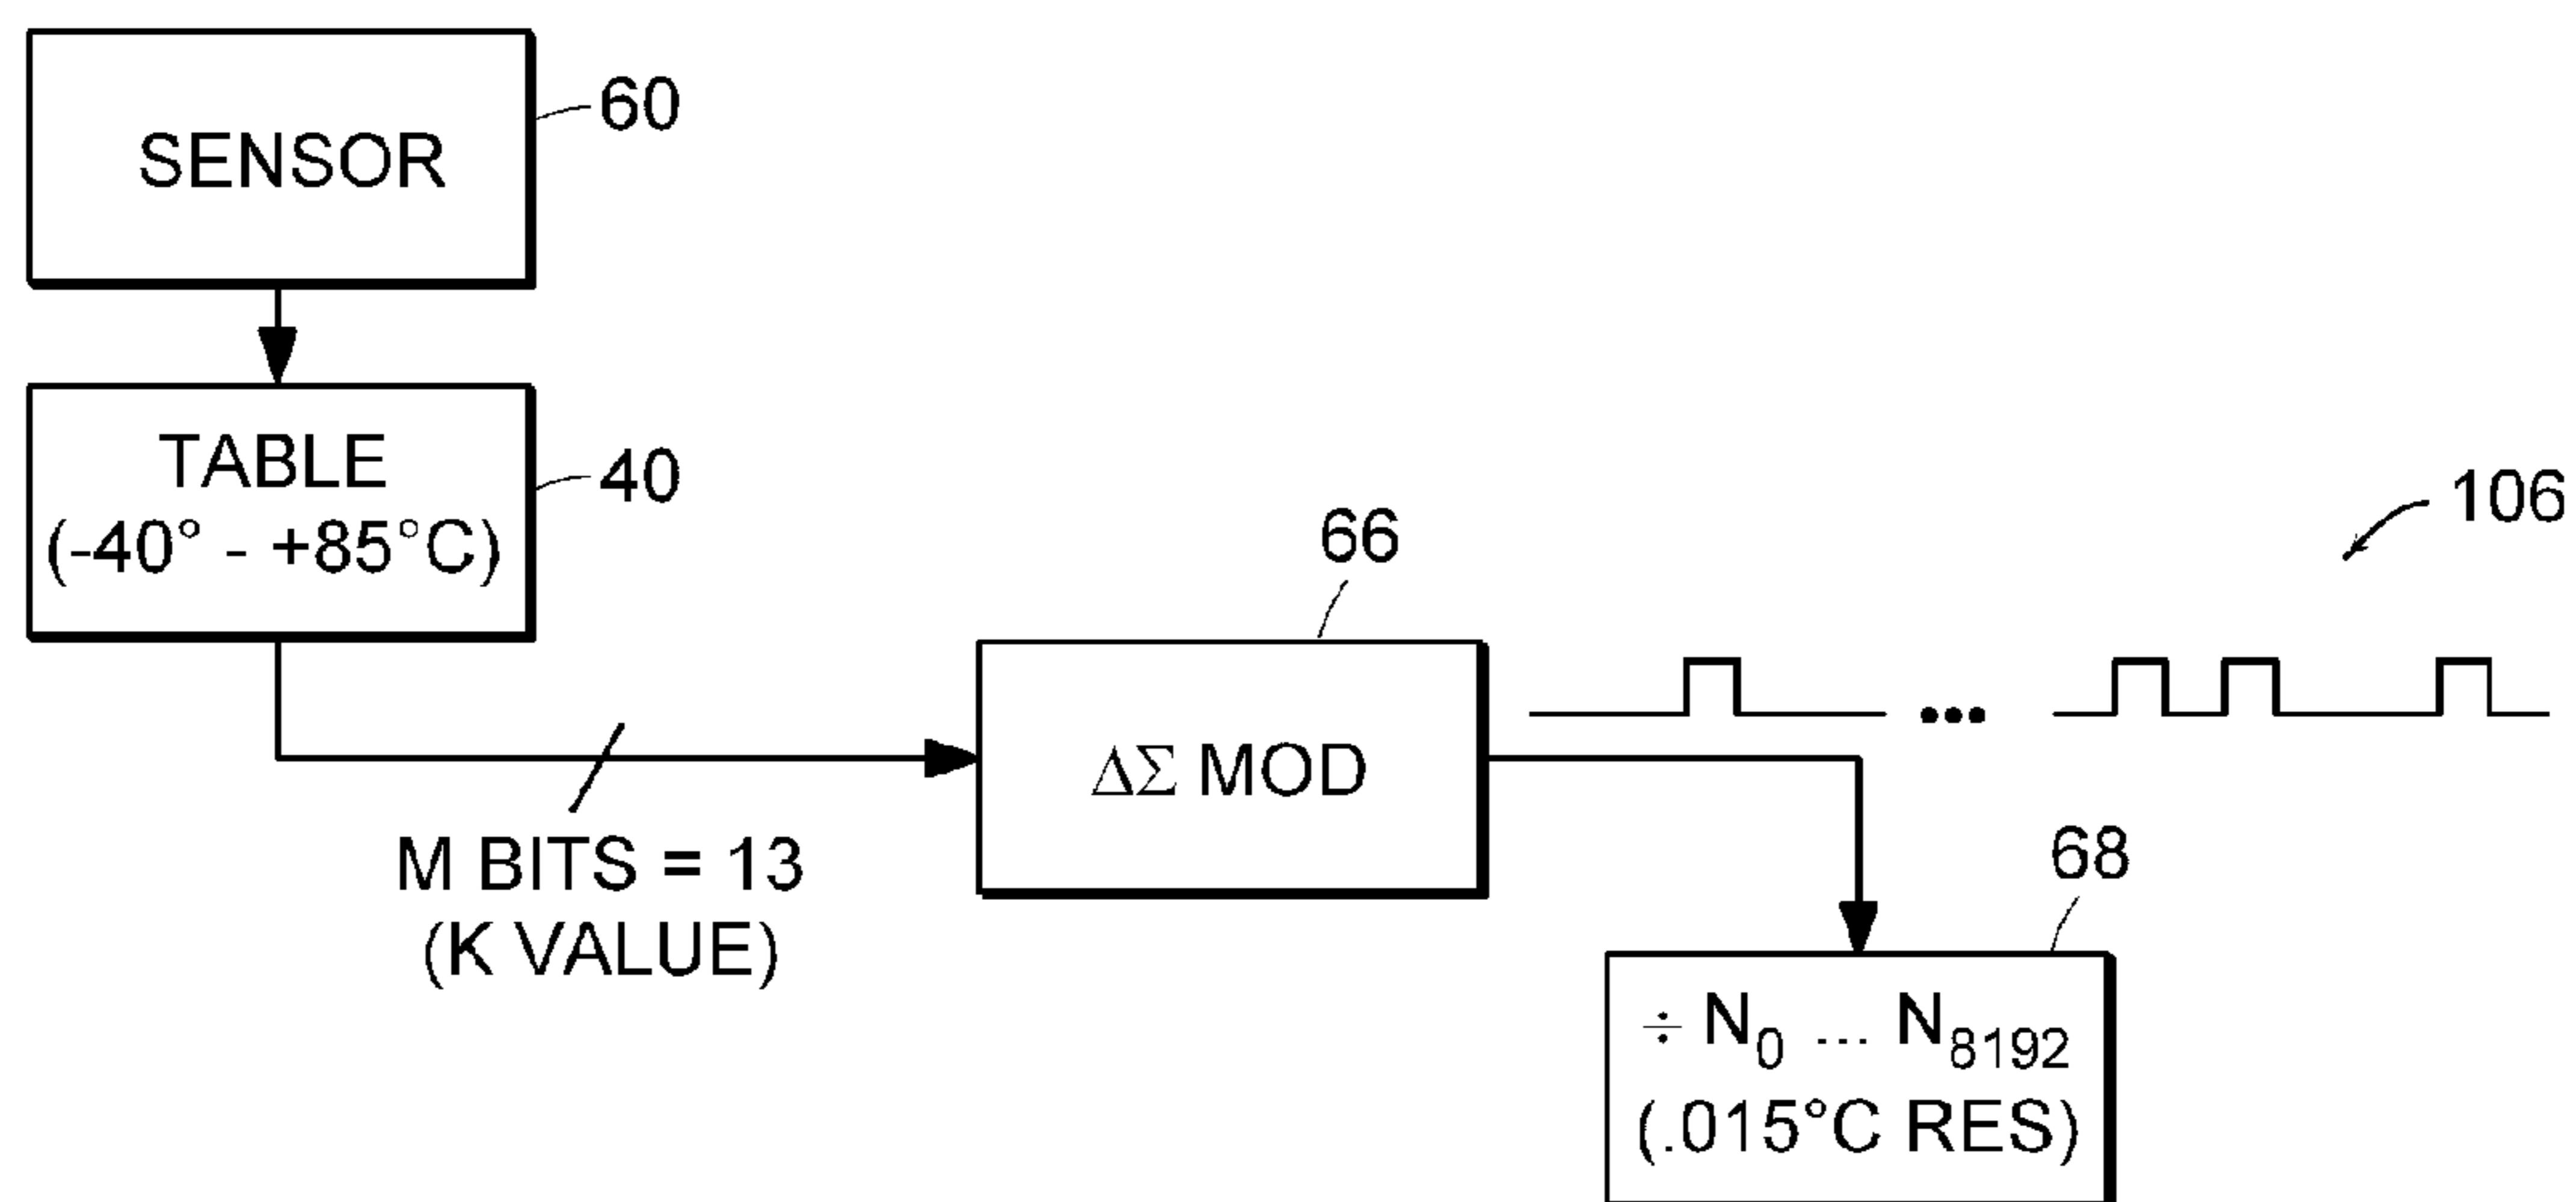 SENSOR
60
TABLE
(-40° - +85°C)
40
M BITS = 13
(K VALUE)
66
ΔΣ MOD
106
68
÷ N₀ ... N₈₁₉₂
(.015°C RES)